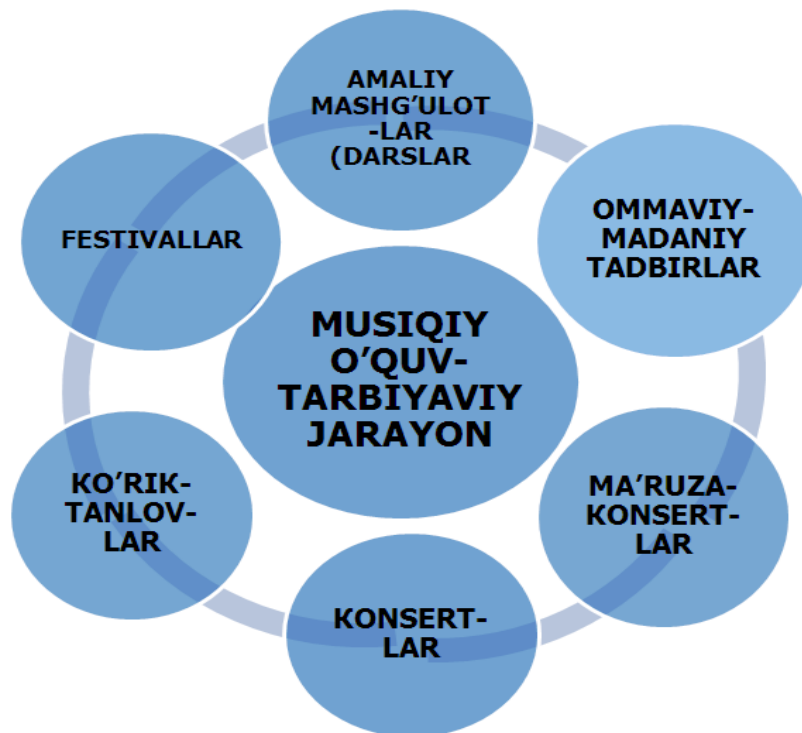 AMALIY
MASHG’ULOT
-LAR
(DARSLAR
OMMAVIY-
MADANIY
TADBIRLAR
FESTIVALLAR
MUSIQIY
O’QUV-
TARBIYAVIY
JARAYON
KO’RIK-
TANLOV-
LAR
MA’RUZA-
KONSERT-
LAR
KONSERT-
LAR